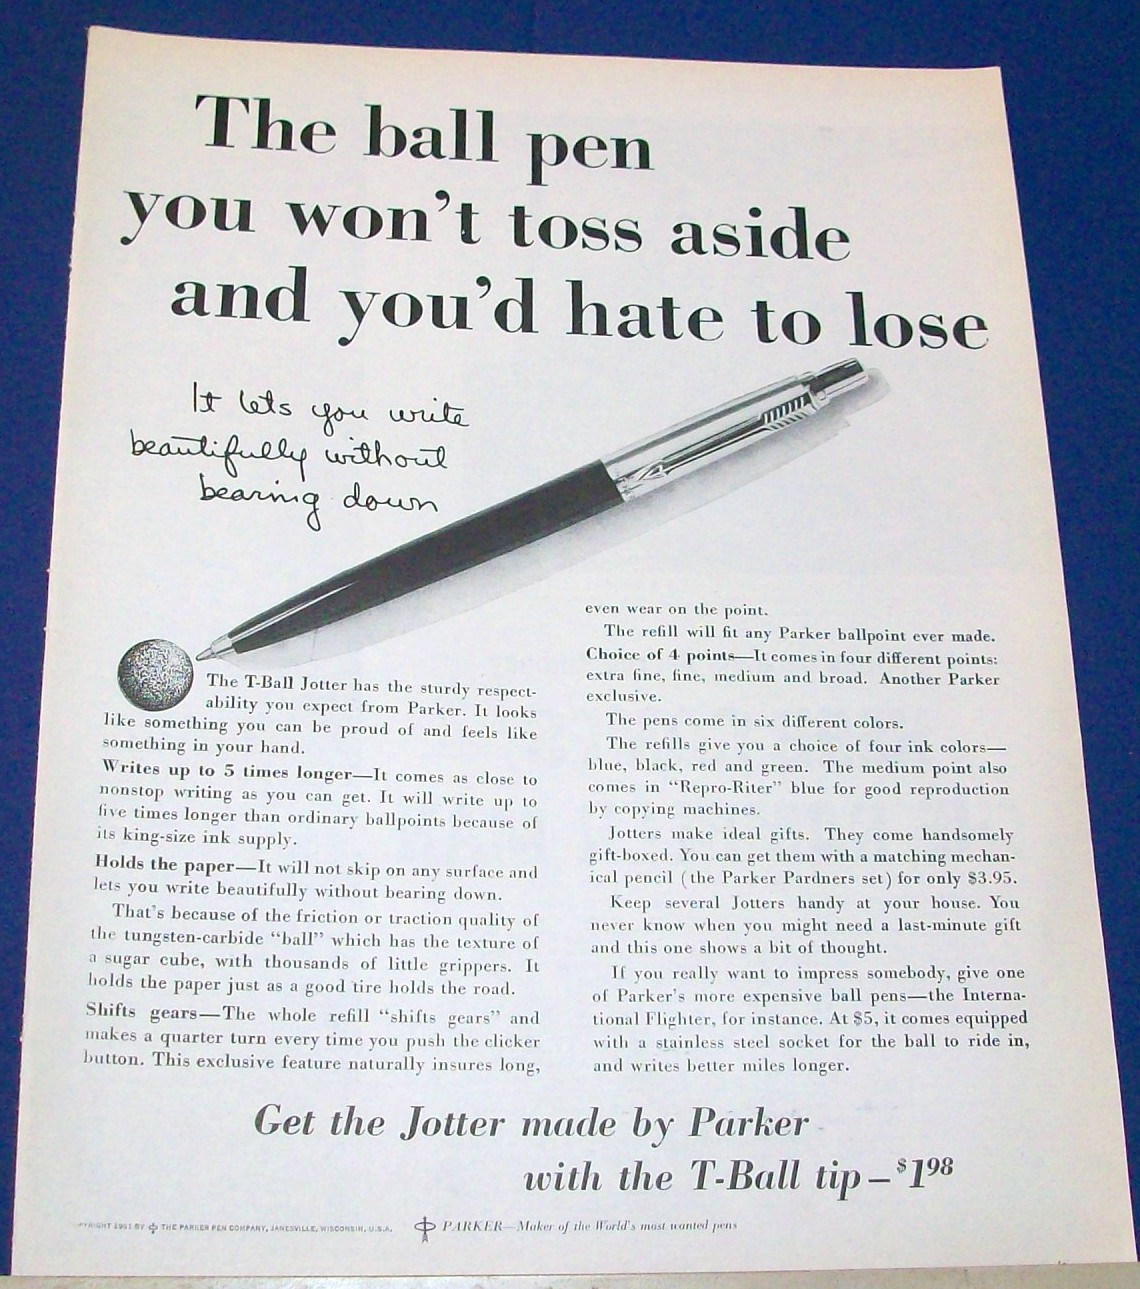 The ball pen
you won't toss aside
and you'd hate to lose
It lets you write
beautifully without
bearing down
The T-Ball Jotter has the sturdy respect-
ability you expect from Parker. It looks
like something you can be proud of and feels like
something in your hand.
Writes up to 5 times longer—It comes as close to
nonstop writing as you can get. It will write up to
five times longer than ordinary ballpoints because of
its king-size ink supply.
Holds the paper—It will not skip on any surface and
lets you write beautifully without bearing down.
That's because of the friction or traction quality of
the tungsten-carbide "ball" which has the texture of
a sugar cube, with thousands of little grippers. It
holds the paper just as a good tire holds the road.
Shifts gears—The whole refill "shifts gears" and
makes a quarter turn every time you push the clicker
button. This exclusive feature naturally insures long,
even wear on the point.
The refill will fit any Parker ballpoint ever made.
Choice of 4 points—It comes in four different points:
extra fine, fine, medium and broad. Another Parker
exclusive.
The pens come in six different colors.
The refills give you a choice of four ink colors—
blue, black, red and green. The medium point also
comes in "Repro-Riter" blue for good reproduction
by copying machines.
Jotters make ideal gifts. They come handsomely
gift-boxed. You can get them with a matching mechan-
ical pencil (the Parker Pardners set) for only $3.95.
Keep several Jotters handy at your house. You
never know when you might need a last-minute gift
and this one shows a bit of thought.
If you really want to impress somebody, give one
of Parker's more expensive ball pens—the Interna-
tional Flighter, for instance. At $5, it comes equipped
with a stainless steel socket for the ball to ride in,
and writes better miles longer.
Get the Jotter made by Parker
with the T-Ball tip—$1.98
BY THE PARKER PEN COMPANY, JANESVILLE, WISCONSIN, U.S.A.
PARKER—Maker of the World's most wanted pens